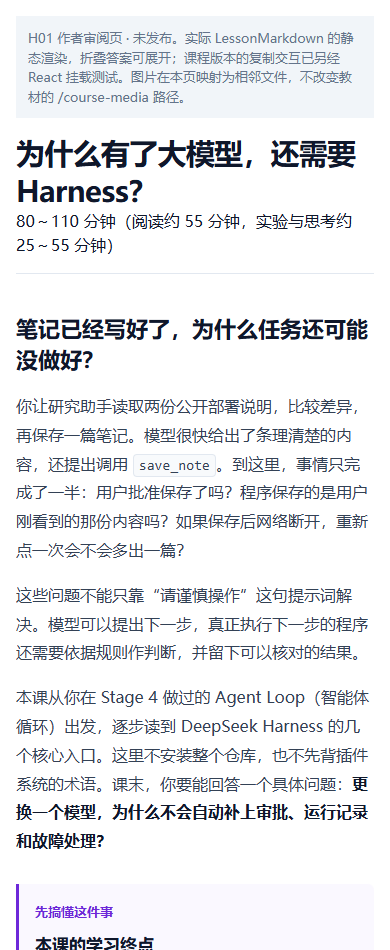 H01 作者审阅页 · 未发布。实际 LessonMarkdown 的静
态渲染，折叠答案可展开；课程版本的复制交互已另经
React 挂载测试。图片在本页映射为相邻文件，不改变教
材的 /course-media 路径。
为什么有了大模型，还需要
Harness？
80～110 分钟（阅读约 55 分钟，实验与思考约
25～55 分钟）
笔记已经写好了，为什么任务还可能
没做好？
你让研究助手读取两份公开部署说明，比较差异，
再保存一篇笔记。模型很快给出了条理清楚的内
容，还提出调用 save_note。到这里，事情只完
成了一半：用户批准保存了吗？程序保存的是用户
刚看到的那份内容吗？如果保存后网络断开，重新
点一次会不会多出一篇？
这些问题不能只靠“请谨慎操作”这句提示词解
决。模型可以提出下一步，真正执行下一步的程序
还需要依据规则作判断，并留下可以核对的结果。
本课从你在 Stage 4 做过的 Agent Loop（智能体
循环）出发，逐步读到 DeepSeek Harness 的几
个核心入口。这里不安装整个仓库，也不先背插件
系统的术语。课末，你要能回答一个具体问题：更
换一个模型，为什么不会自动补上审批、运行记录
和故障处理？
先搞懂这件事
本课的学习终点